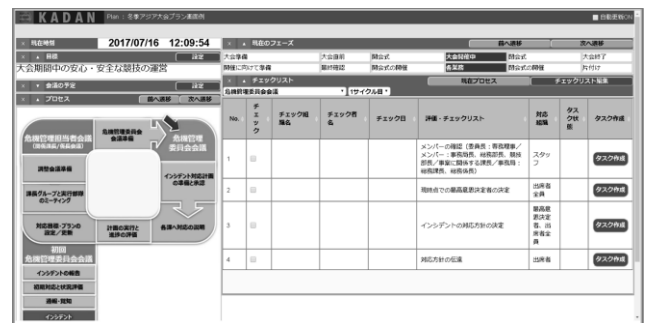 KADAN Plan : 冬季アジア大会プラン裏面例 自動更新ON
現在時刻 2017/07/16 12:09:54
目標 設定
大会期間中の安心・安全な競技の運営
会議の予定 設定
プロセス 前へ遷移 次へ遷移
危機管理担当者会議
危機管理委員会
会議準備
危機管理
委員会会議
調整会議準備
インシデント対応計画
の準備と承認
課長グループと実行部隊
のミーティング
対応戦術・プランの
設定/更新
計画の実行と
進捗の評価
各課へ対応の説明
初回
危機管理委員会会議
インシデントの報告
初期対応と状況評価
連絡・周知
インシデント
現在のフェーズ 前へ遷移 次へ遷移
大会準備 大会直前 開会式 大会開催中 閉会式 大会終了
開催に向けて準備 最終確認 開会式の開催 各業務 閉会式の開催 片付け
チェックリスト 現在プロセス チェックリスト編集
危機管理委員会会議 1サイクル目
No. チェック チェック組織名 チェック者名 チェック日 評価・チェックリスト 対応組織 タスク状態 タスク作成
1 メンバーの確認(委員長:専務理事/メンバー:事務局長、総務部長、競技部長/事案に関係する課長/事務局:総務課長、総務係長) スタッフ タスク作成
2 現時点での最高意思決定者の決定 出席者全員 タスク作成
3 インシデントの対応方針の決定 最高意思決定者、出席者全員 タスク作成
4 対応方針の伝達 出席者 タスク作成